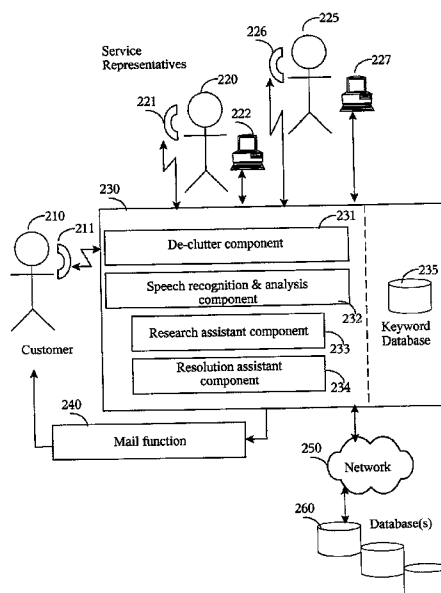 225
226
Service
Representatives
220
227
221
222
230
210
211
231
De-clutter component
235
Speech recognition & analysis
component
232
Keyword
Database
Research assistant component
233
Customer
Resolution assistant
component
234
240
Mail function
250
Network
260
Database(s)